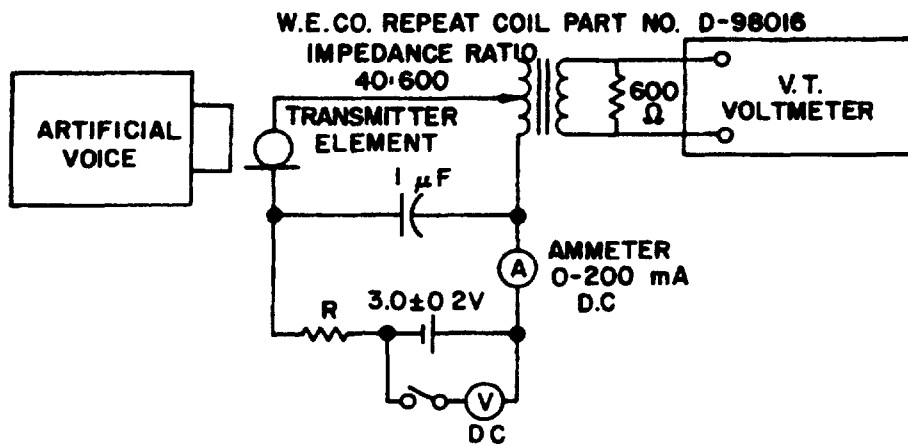 W.E.CO. REPEAT COIL PART NO. D-98016
IMPEDANCE RATIO
40:600
ARTIFICIAL
VOICE
TRANSMITTER
ELEMENT
600
Ω
V.T.
VOLTMETER
1 μF
A
AMMETER
0-200 mA
D.C
R
3.0±0 2V
V
D C